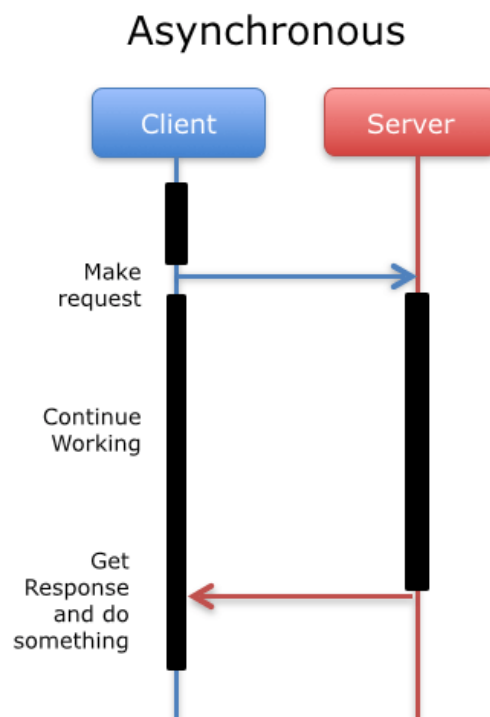 Asynchronous
Client
Server
Make
request
Continue
Working
Get
Response
and do
something